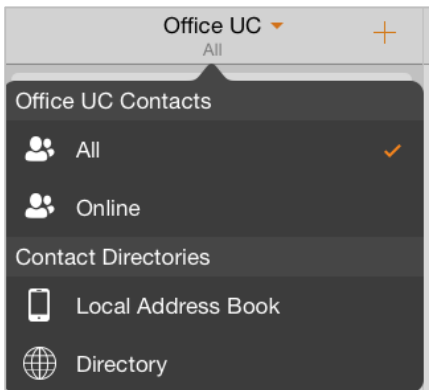 Office UC
All
Office UC Contacts
All
Online
Contact Directories
Local Address Book
Directory